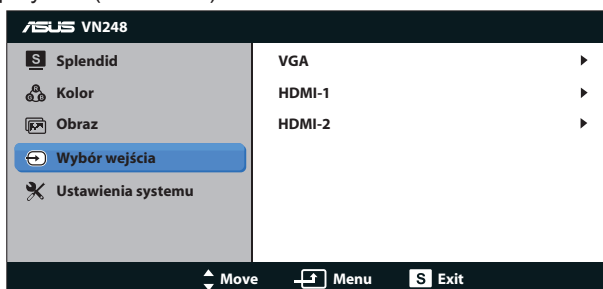 ASUS VN248
S Splendid
Kolor
Obraz
Wybór wejścia
Ustawienia systemu
VGA
HDMI-1
HDMI-2
Move Menu S Exit